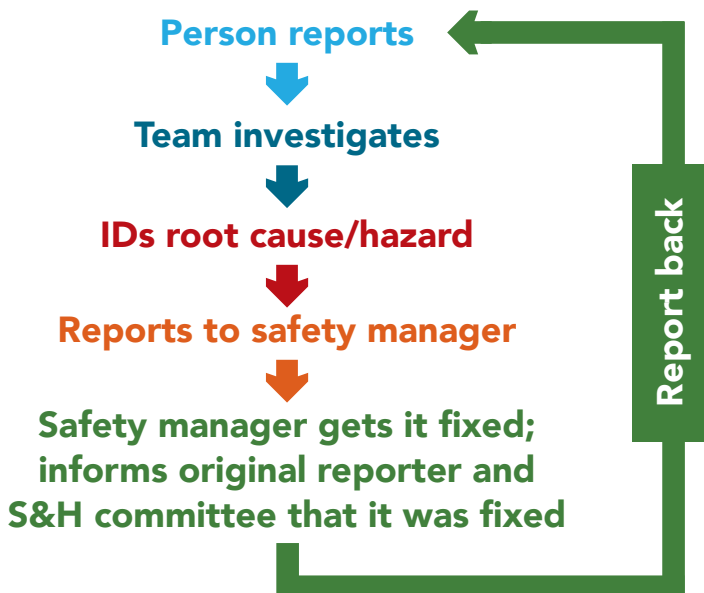 Person reports
Team investigates
IDs root cause/hazard
Reports to safety manager
Safety manager gets it fixed;
informs original reporter and
S&H committee that it was fixed
Report back